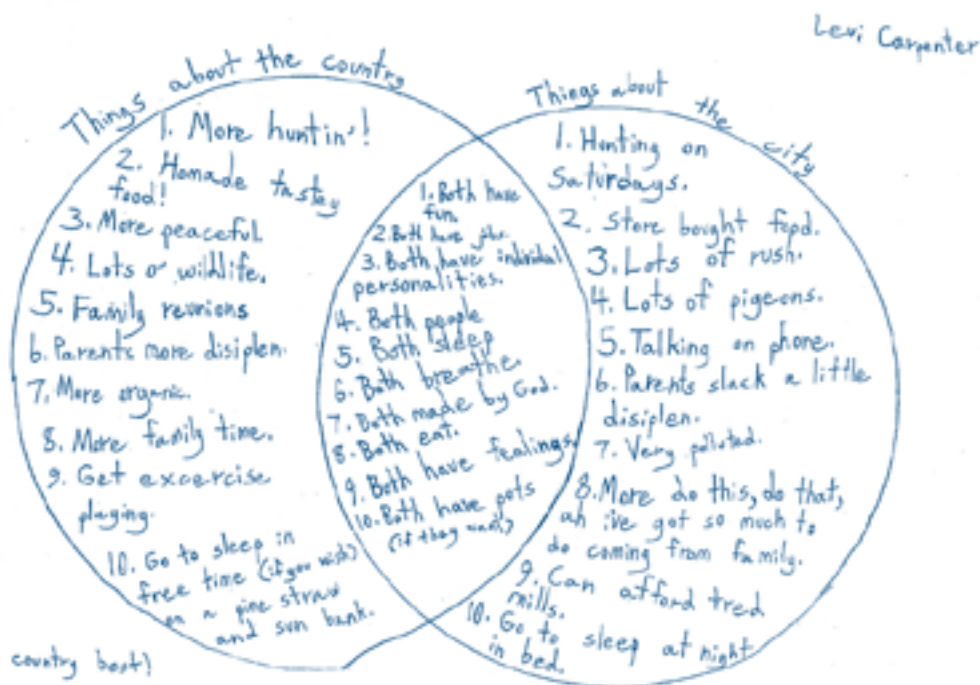 Levi Carpenter
Things about the country
1. More huntin'!
2. Homade tastey
food!
3. More peaceful.
4. Lots o' wildlife.
5. Family reunions
6. Parents more disiplen.
7. More organic.
8. More family time.
9. Get excercise
playing.
10. Go to sleep in
free time (if you wish)
on a pine straw
and sun bank.
1. Both have
fun.
2. Both have jobs.
3. Both have individual
personalities.
4. Both people
5. Both sleep
6. Both breathe.
7. Both made by God.
8. Both eat.
9. Both have feelings.
10. Both have pets
(if they want)
Things about the city
1. Hunting on
Saturdays.
2. Store bought food.
3. Lots of rush.
4. Lots of pigeons.
5. Talking on phone.
6. Parents slack a little
disiplen.
7. Very polluted.
8. More do this, do that,
ah i've got so much to
do coming from family.
9. Can afford tred
mills.
10. Go to sleep at night
in bed.
country